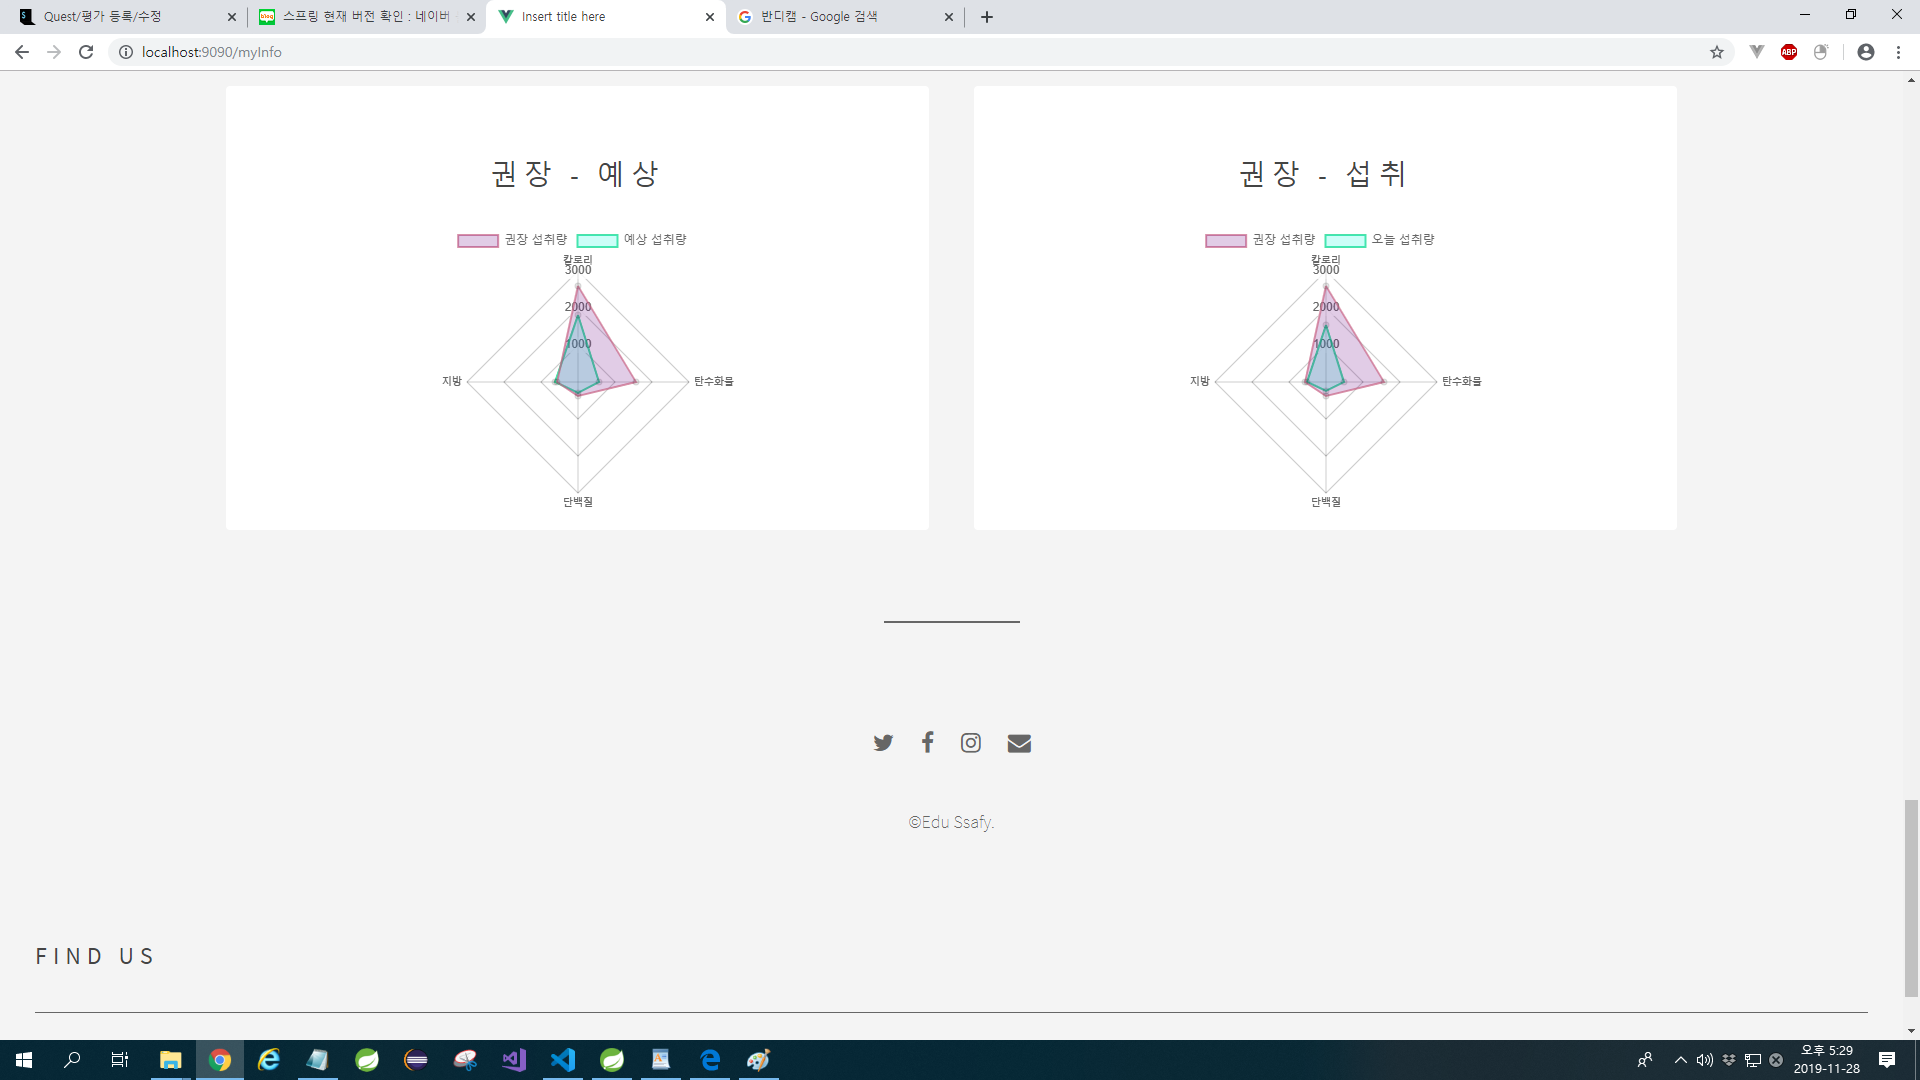 Quest/평가 등록/수정
스프링 현재 버전 확인 : 네이버
Insert title here
반디캠 - Google 검색
localhost:9090/myInfo
ABP
권장 - 예상
권장 섭취량 예상 섭취량
칼로리
3000
2000
1000
지방
탄수화물
단백질
권장 - 섭취
권장 섭취량 오늘 섭취량
칼로리
3000
2000
1000
지방
탄수화물
단백질
©Edu Ssafy.
FIND US
오후 5:29
2019-11-28